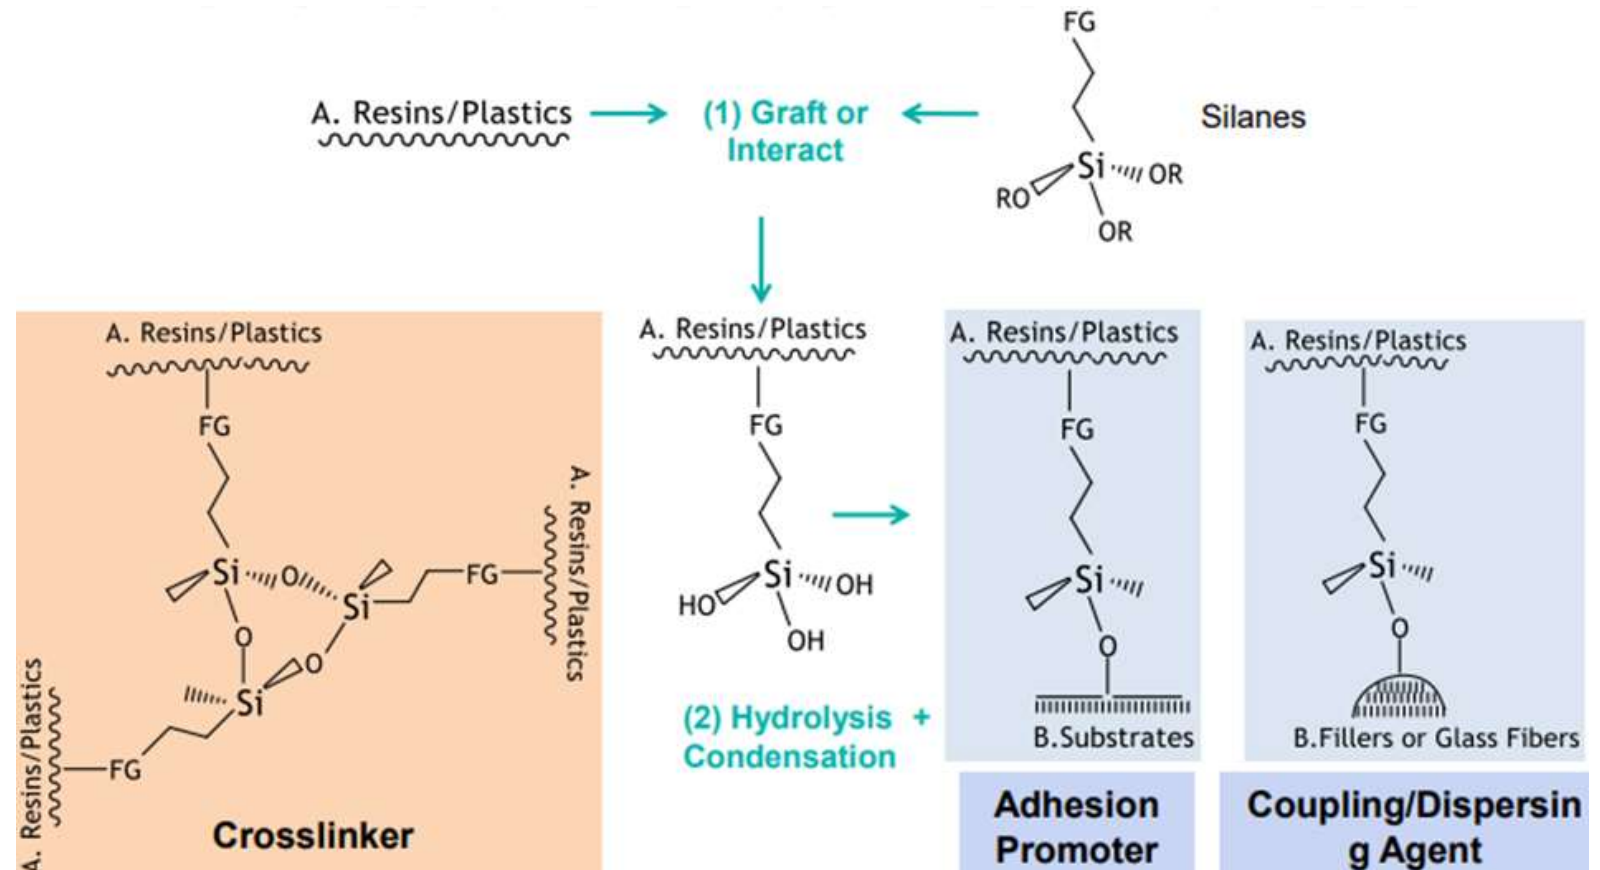 FG
A. Resins/Plastics
(1) Graft or
Interact
Silanes
Si
OR
RO
OR
A. Resins/Plastics
FG
Si
O
Si
FG
A. Resins/Plastics
O
O
Si
FG
A. Resins/Plastics
Crosslinker
A. Resins/Plastics
FG
Si
OH
HO
OH
(2) Hydrolysis +
Condensation
A. Resins/Plastics
FG
Si
O
B.Substrates
Adhesion
Promoter
A. Resins/Plastics
FG
Si
O
B.Fillers or Glass Fibers
Coupling/Dispersin
g Agent